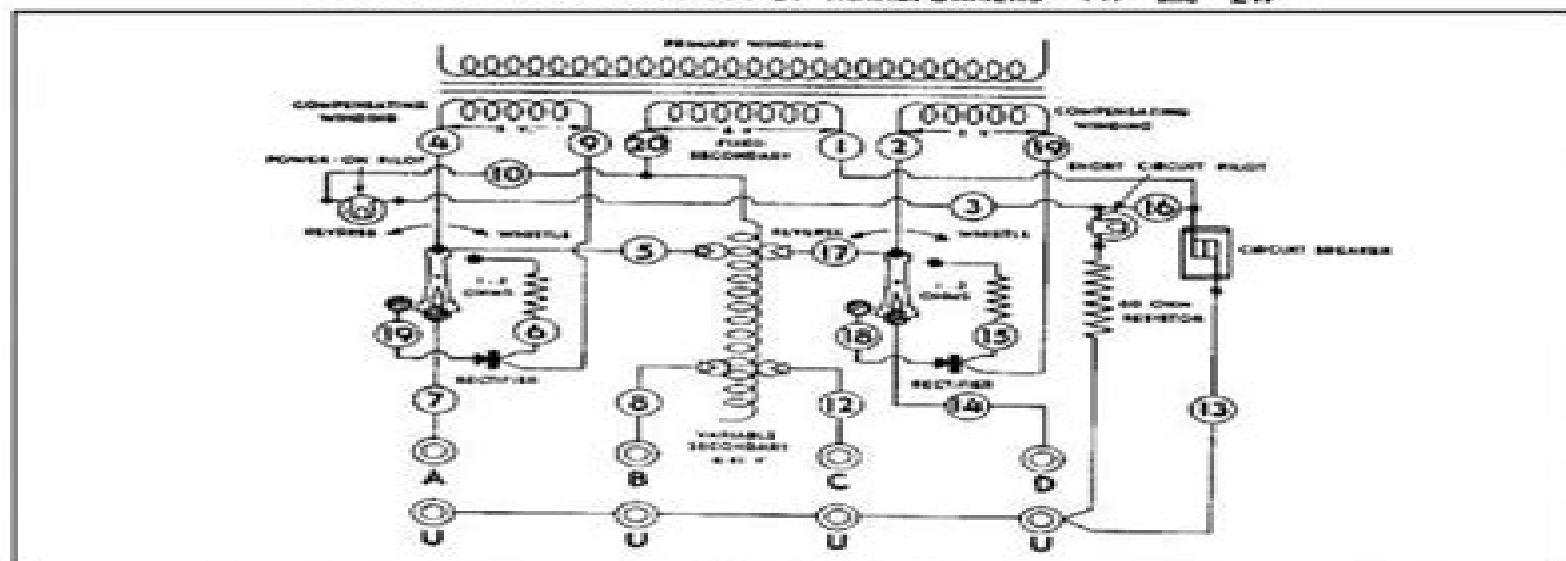 PRIMARY WINDING
COMPENSATING
WINDING
COMPENSATING
WINDING
4
9
20
FIXED
SECONDARY
1
2
19
POWER-ON PILOT
10
SHORT CIRCUIT PILOT
3
16
REVERSE
WHISTLE
5
REVERSE
17
WHISTLE
CIRCUIT BREAKER
OHMS
OHMS
RESISTOR
19
6
18
15
RECTIFIER
RECTIFIER
7
8
12
14
13
VARIABLE
SECONDARY
A
B
C
D
U
U
U
U